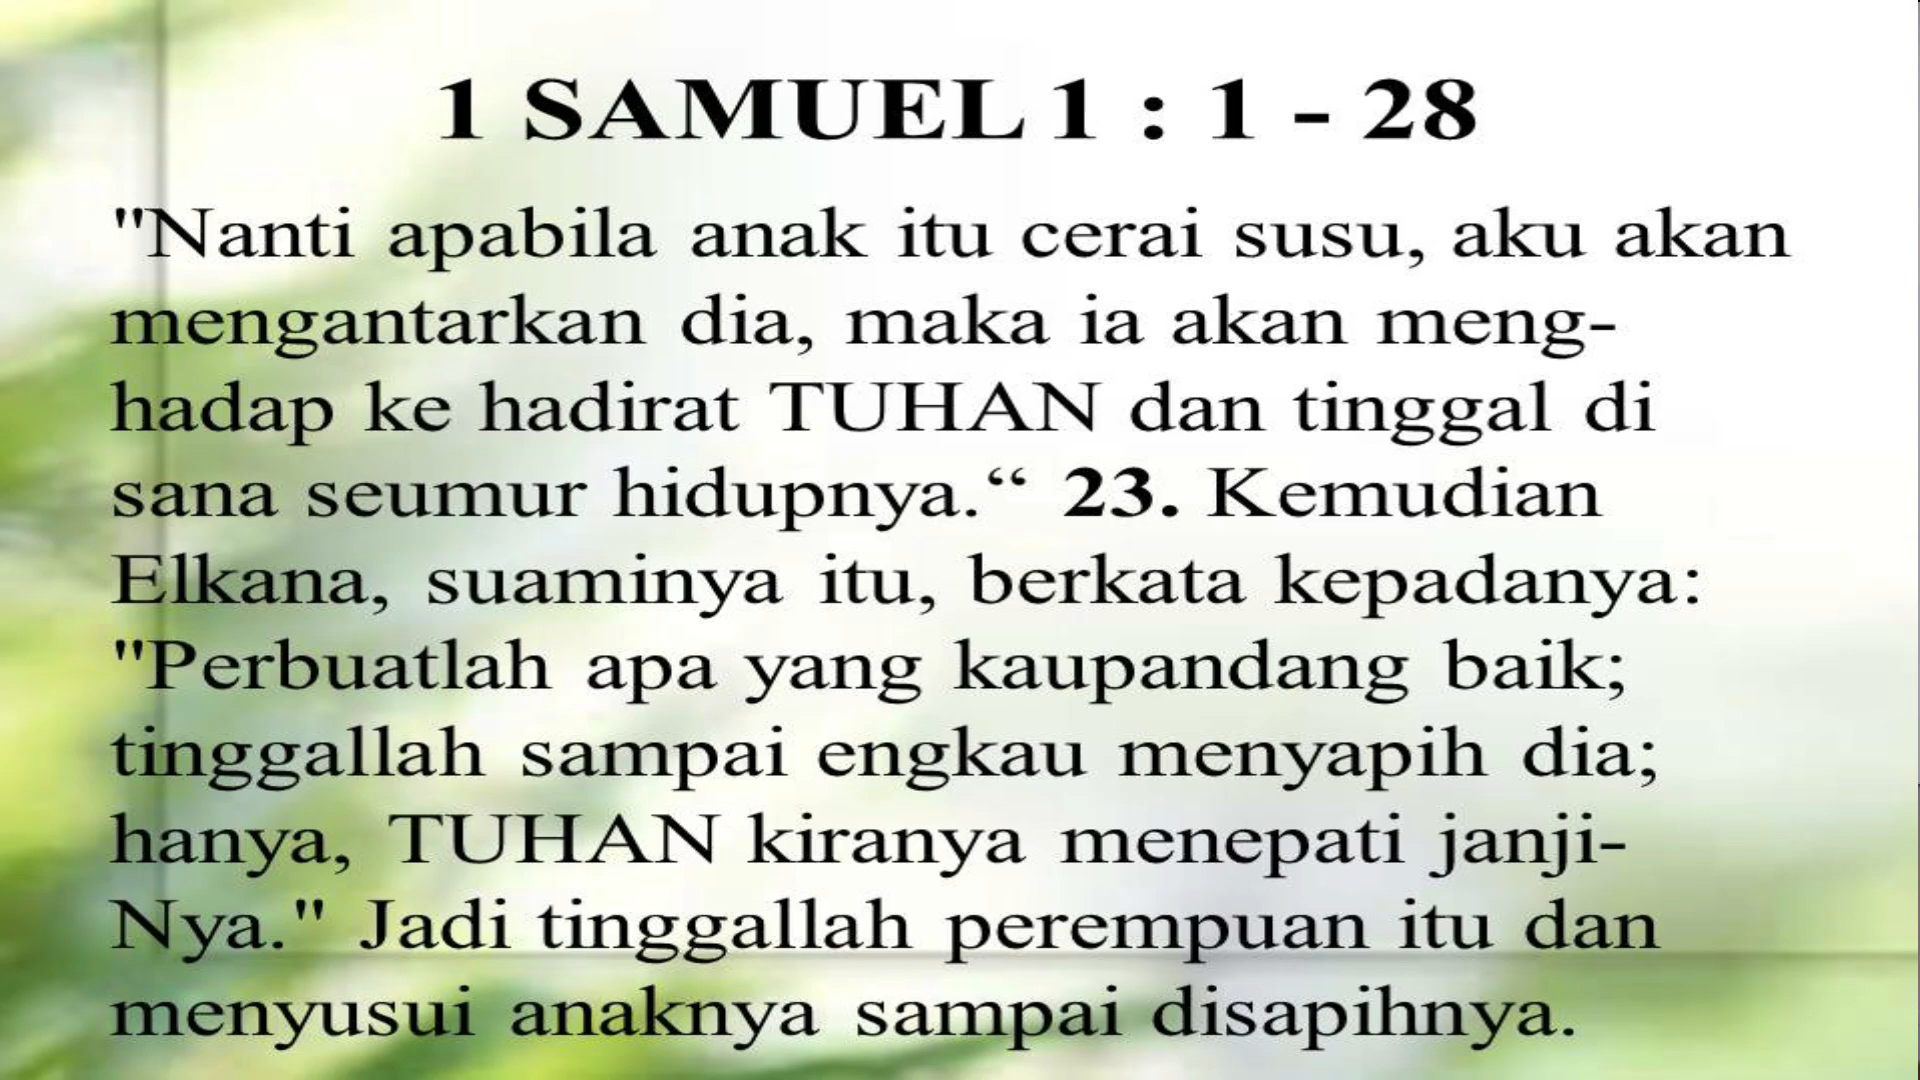 1 SAMUEL 1 : 1 - 28
"Nanti apabila anak itu cerai susu, aku akan
mengantarkan dia, maka ia akan meng-
hadap ke hadirat TUHAN dan tinggal di
sana seumur hidupnya.“ 23. Kemudian
Elkana, suaminya itu, berkata kepadanya:
"Perbuatlah apa yang kaupandang baik;
tinggallah sampai engkau menyapih dia;
hanya, TUHAN kiranya menepati janji-
Nya." Jadi tinggallah perempuan itu dan
menyusui anaknya sampai disapihnya.